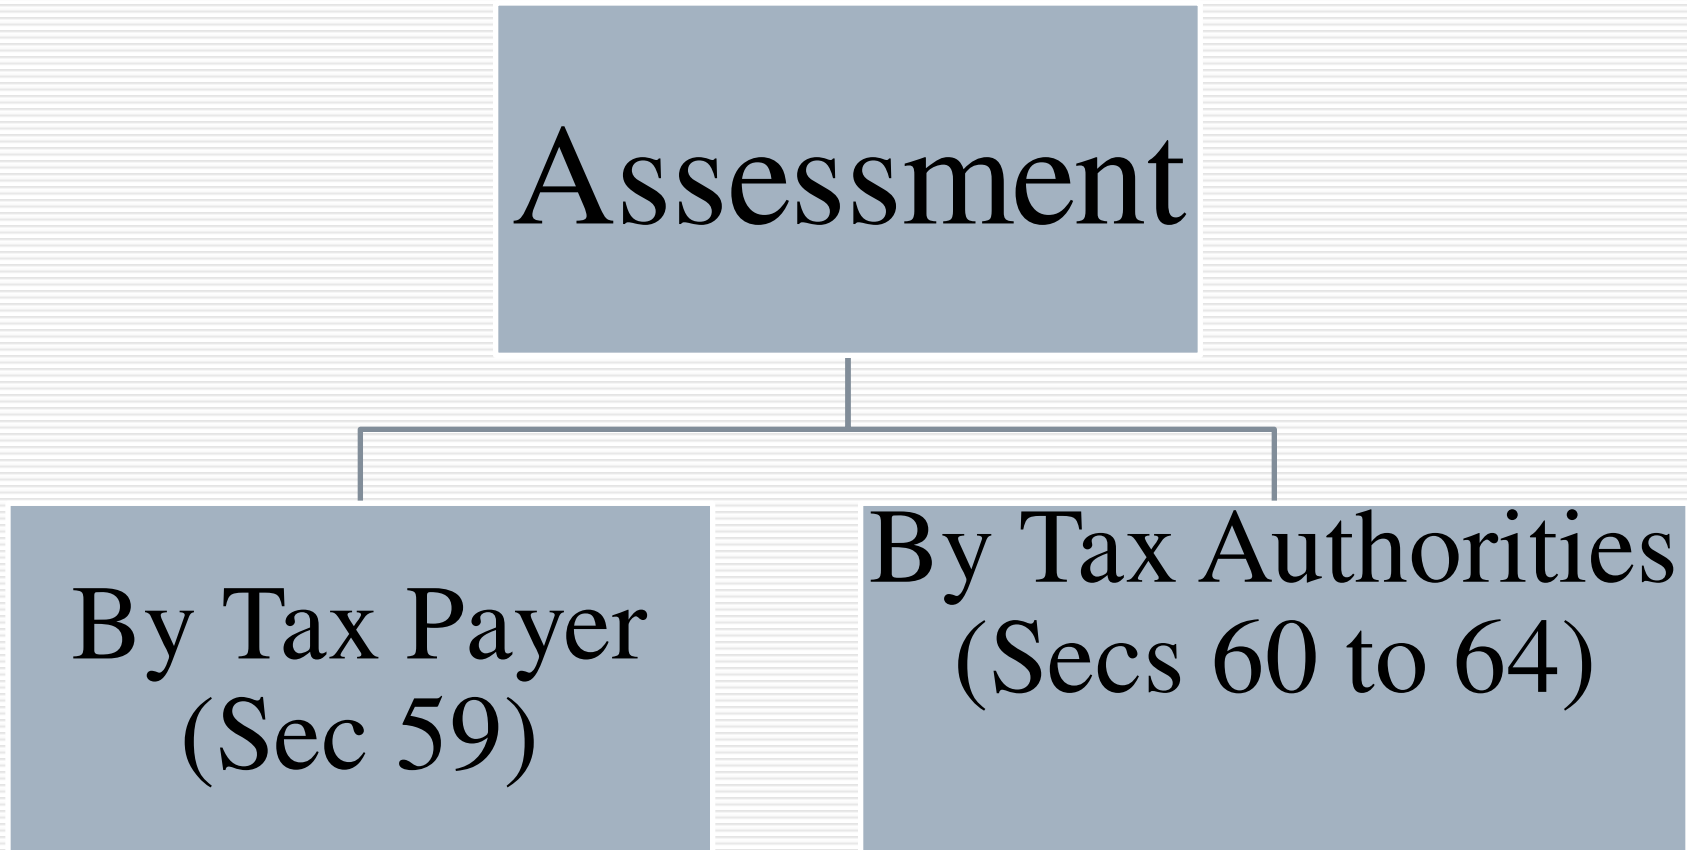 Assessment
By Tax Payer
(Sec 59)
By Tax Authorities
(Secs 60 to 64)